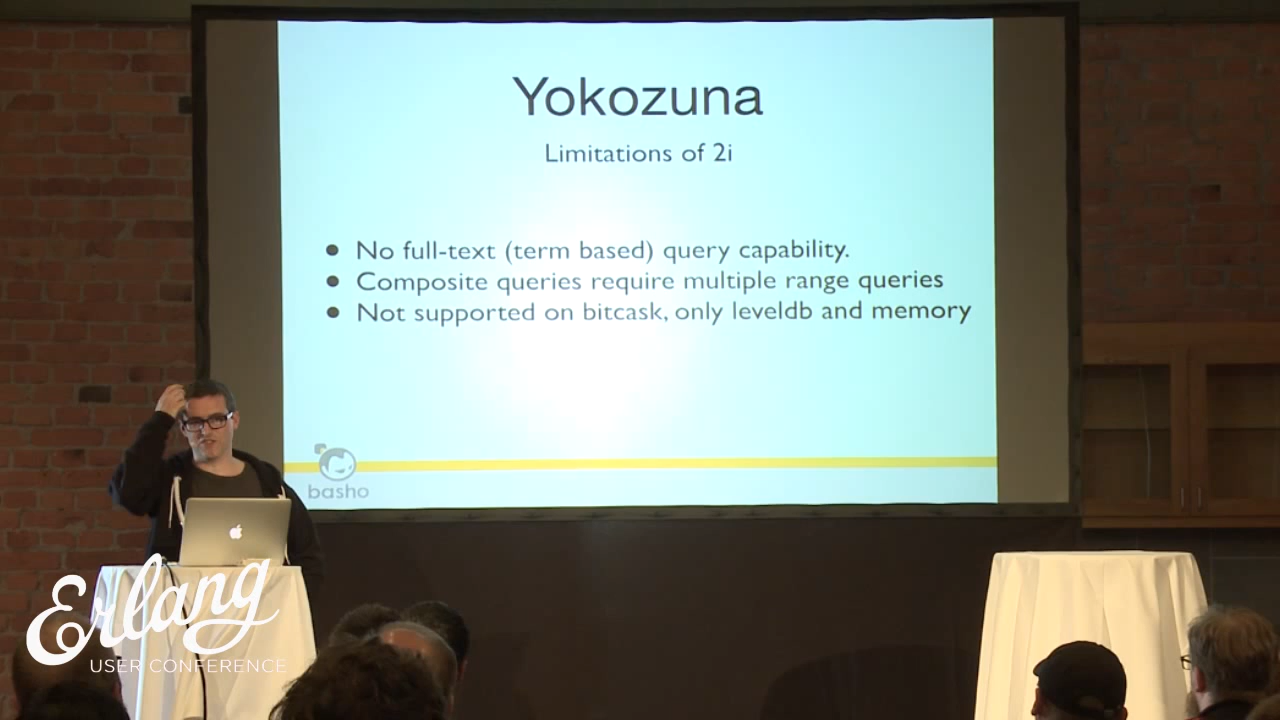 Yokozuna
Limitations of 2i
● No full-text (term based) query capability.
● Composite queries require multiple range queries
● Not supported on bitcask, only leveldb and memory
basho
Erlang
USER CONFERENCE